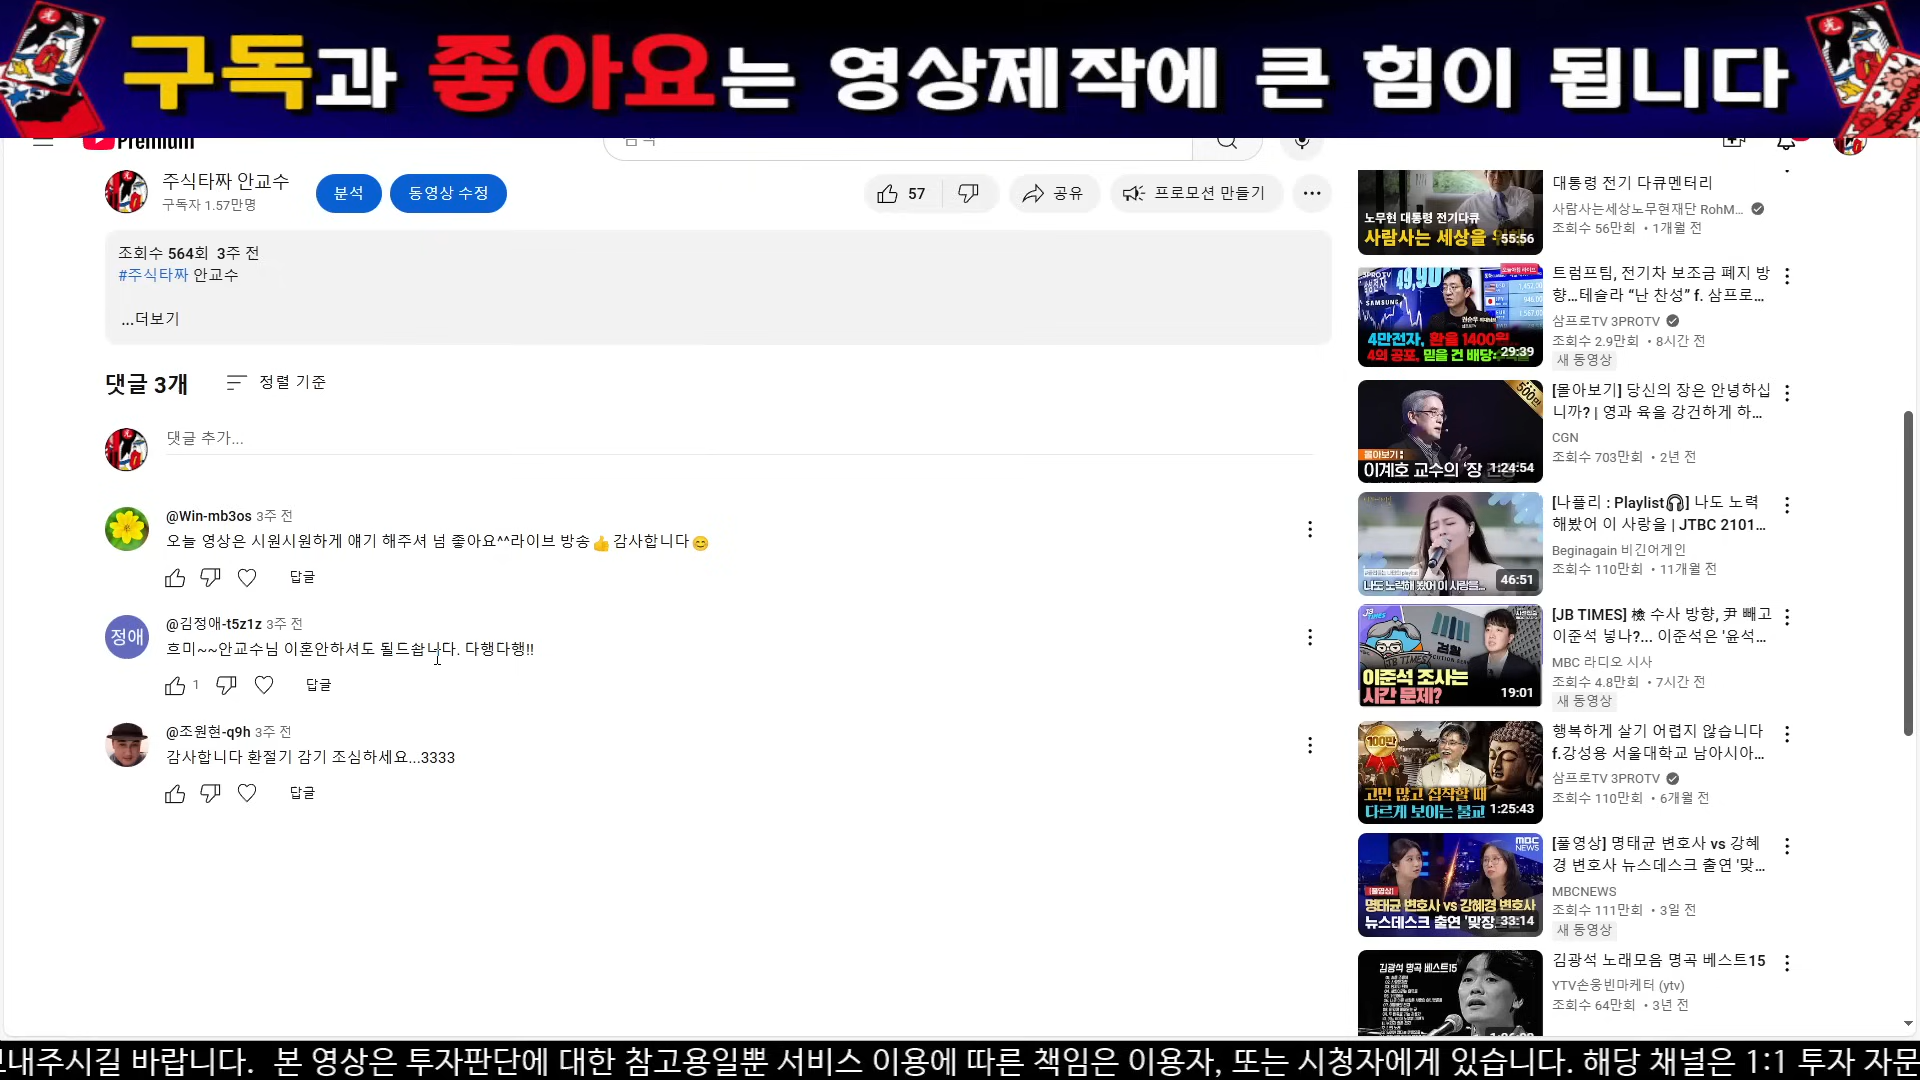 구독과 좋아요는 영상제작에 큰 힘이 됩니다
Premium
주식타짜 안교수
구독자 1.57만명
분석
동영상 수정
57
공유
프로모션 만들기
조회수 564회 3주 전
#주식타짜 안교수
...더보기
댓글 3개
정렬 기준
댓글 추가...
@Win-mb3os 3주 전
오늘 영상은 시원시원하게 얘기 해주셔 넘 좋아요^^라이브 방송👍감사합니다😊
답글
@김정애-t5z1z 3주 전
흐미~~안교수님 이혼안하셔도 될드솹니다. 다행다행!!
1
답글
정애
@조원현-q9h 3주 전
감사합니다 환절기 감기 조심하세요...3333
답글
노무현 대통령 전기다큐
사람사는 세상을
55:56
대통령 전기 다큐멘터리
사람사는세상노무현재단 RohM...
조회수 56만회 • 1개월 전
3PROTV
SAMSUNG
4만전자, 환율 1400원
4의 공포, 믿을 건 배당
29:39
트럼프팀, 전기차 보조금 폐지 방
향...테슬라 “난 찬성” f. 삼프로...
삼프로TV 3PROTV
조회수 2.9만회 • 8시간 전
새 동영상
500만
몰아보기
이계호 교수의 ‘장
1:24:54
[몰아보기] 당신의 장은 안녕하십
니까? | 영과 육을 강건하게 하...
CGN
조회수 703만회 • 2년 전
나도 노력해 봤어 이 사랑을...
46:51
[나플리 : Playlist🎧] 나도 노력
해봤어 이 사랑을 | JTBC 2101...
Beginagain 비긴어게인
조회수 110만회 • 11개월 전
JB TIMES
검찰
이준석 조사는
시간 문제?
19:01
[JB TIMES] 檢 수사 방향, 尹 빼고
이준석 넣나?... 이준석은 '윤석...
MBC 라디오 시사
조회수 4.8만회 • 7시간 전
새 동영상
100만
고민 많고 집착할 때
다르게 보이는 불교
1:25:43
행복하게 살기 어렵지 않습니다
f.강성용 서울대학교 남아시아...
삼프로TV 3PROTV
조회수 110만회 • 6개월 전
MBC NEWS
[풀영상]
명태균 변호사 vs 강혜경 변호사
뉴스데스크 출연 '맞장
33:14
[풀영상] 명태균 변호사 vs 강혜
경 변호사 뉴스데스크 출연 '맞...
MBCNEWS
조회수 111만회 • 3일 전
새 동영상
김광석 명곡 베스트15
김광석 노래모음 명곡 베스트15
YTV손웅빈마케터 (ytv)
조회수 64만회 • 3년 전
보내주시길 바랍니다. 본 영상은 투자판단에 대한 참고용일뿐 서비스 이용에 따른 책임은 이용자, 또는 시청자에게 있습니다. 해당 채널은 1:1 투자 자문